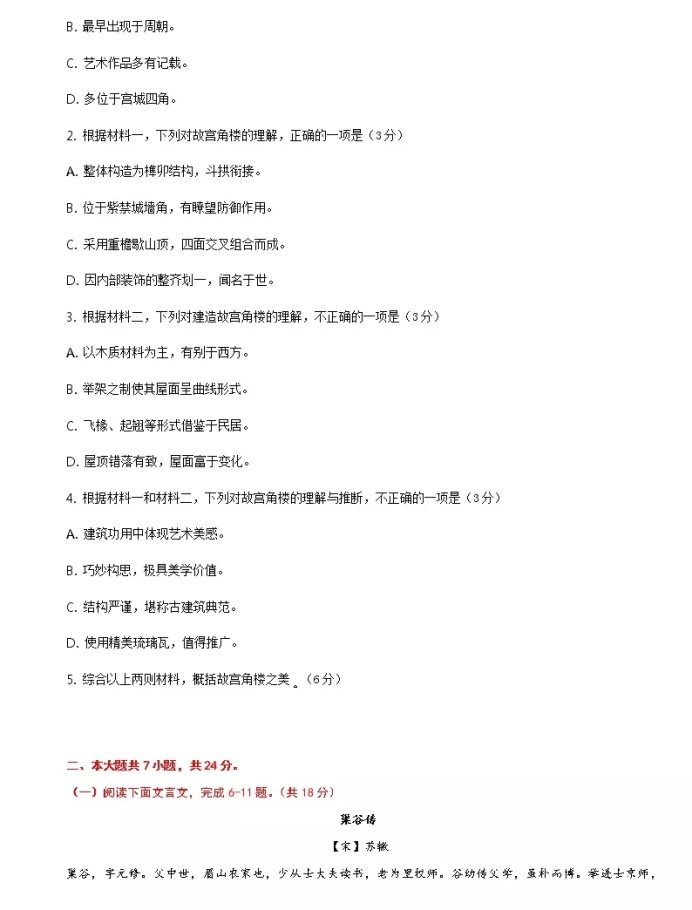 B. 最早出现于周朝。
C. 艺术作品多有记载。
D. 多位于宫城四角。
2. 根据材料一，下列对故宫角楼的理解，正确的一项是（3 分）
A. 整体构造为榫卯结构，斗拱衔接。
B. 位于紫禁城墙角，有瞭望防御作用。
C. 采用重檐歇山顶，四面交叉组合而成。
D. 因内部装饰的整齐划一，闻名于世。
3. 根据材料二，下列对建造故宫角楼的理解，不正确的一项是（3 分）
A. 以木质材料为主，有别于西方。
B. 举架之制使其屋面呈曲线形式。
C. 飞椽、起翘等形式借鉴于民居。
D. 屋顶错落有致，屋面富于变化。
4. 根据材料一和材料二，下列对故宫角楼的理解与推断，不正确的一项是（3 分）
A. 建筑功用中体现艺术美感。
B. 巧妙构思，极具美学价值。
C. 结构严谨，堪称古建筑典范。
D. 使用精美琉璃瓦，值得推广。
5. 综合以上两则材料，概括故宫角楼之美。（6 分）
二、本大题共 7 小题，共 24 分。
（一）阅读下面文言文，完成 6-11 题。（共 18 分）
巢谷传
【宋】苏辙
巢谷，字元修。父中世，眉山农家也，少从士大夫读书，老为里校师。谷幼传父学，虽朴而博。举进士京师，